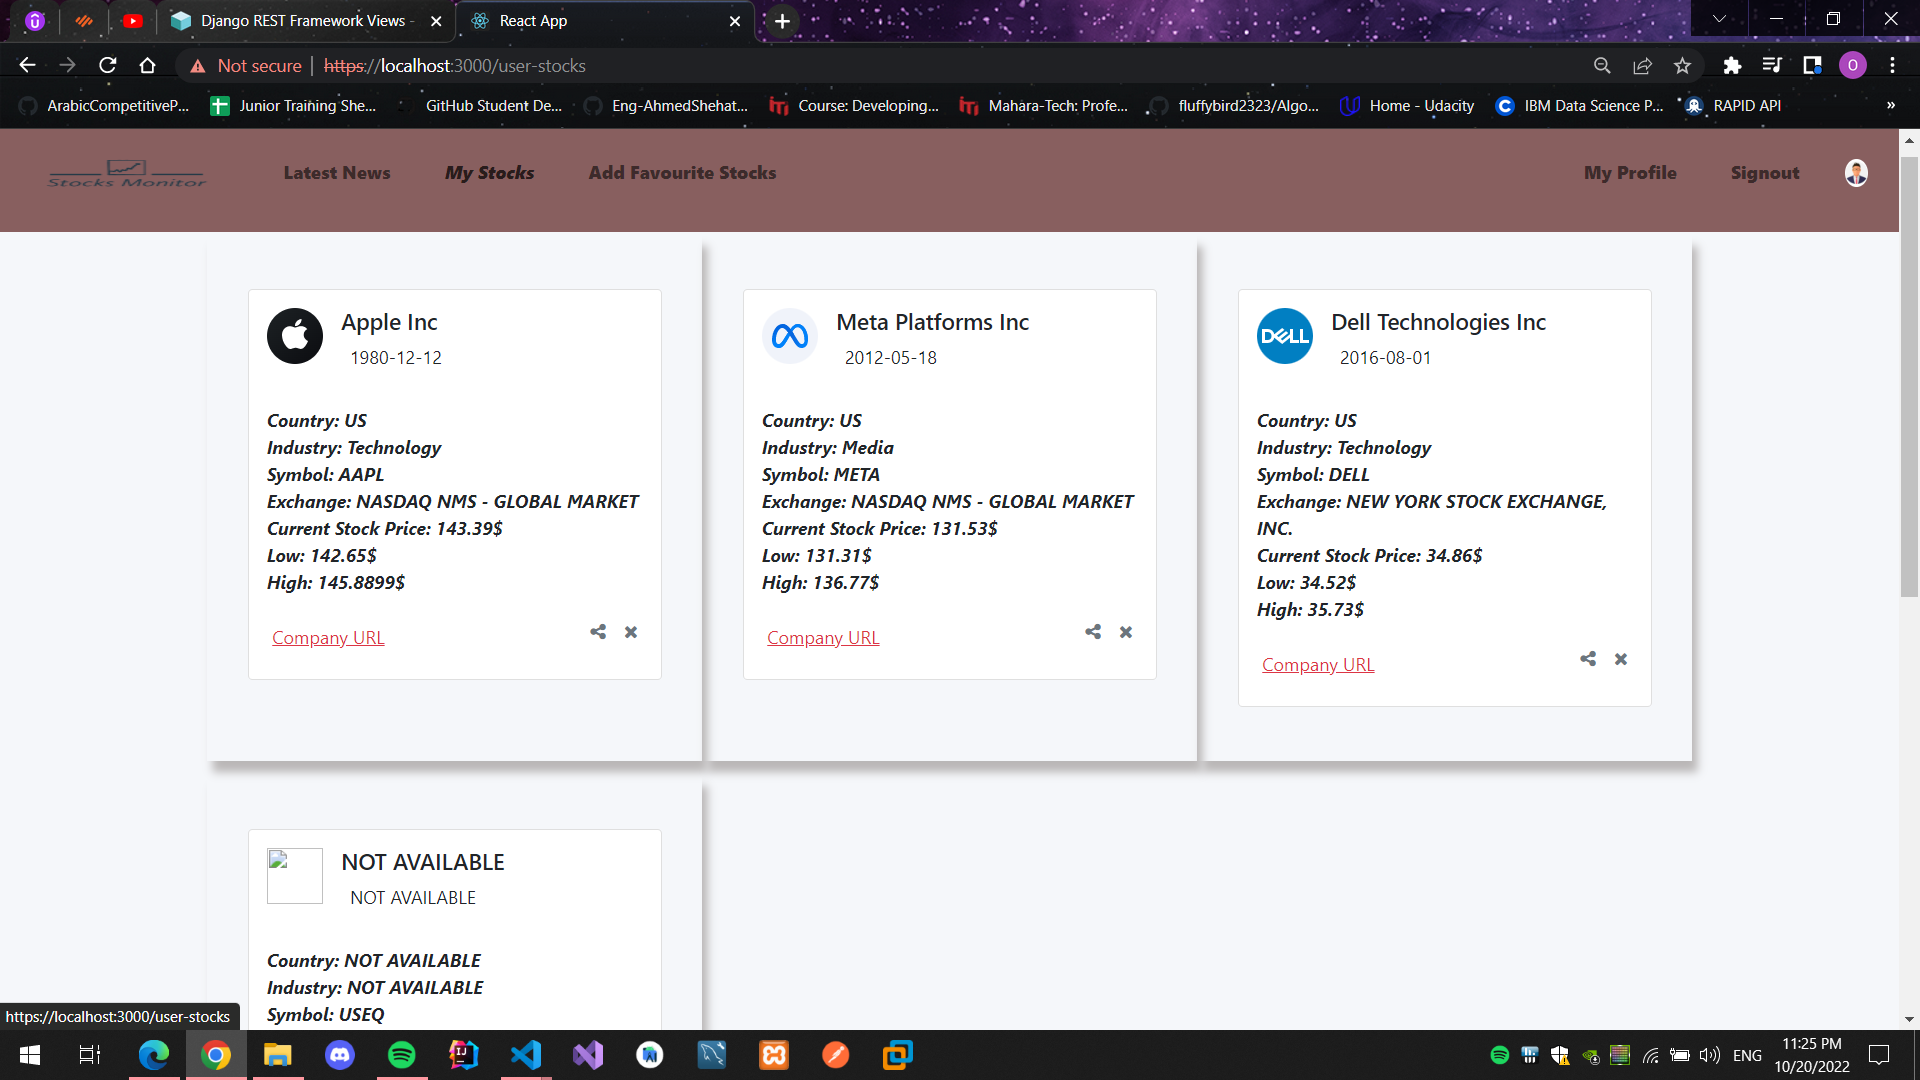 Django REST Framework Views -
React App
Not secure
https://localhost:3000/user-stocks
ArabicCompetitiveP...
Junior Training She...
GitHub Student De...
Eng-AhmedShehat...
Course: Developing...
Mahara-Tech: Profe...
fluffybird2323/Algo...
Home - Udacity
IBM Data Science P...
RAPID API
»
Stocks Monitor
Latest News
My Stocks
Add Favourite Stocks
My Profile
Signout
Apple Inc
1980-12-12
Country: US
Industry: Technology
Symbol: AAPL
Exchange: NASDAQ NMS - GLOBAL MARKET
Current Stock Price: 143.39$
Low: 142.65$
High: 145.8899$
Company URL
Meta Platforms Inc
2012-05-18
Country: US
Industry: Media
Symbol: META
Exchange: NASDAQ NMS - GLOBAL MARKET
Current Stock Price: 131.53$
Low: 131.31$
High: 136.77$
Company URL
DELL
Dell Technologies Inc
2016-08-01
Country: US
Industry: Technology
Symbol: DELL
Exchange: NEW YORK STOCK EXCHANGE,
INC.
Current Stock Price: 34.86$
Low: 34.52$
High: 35.73$
Company URL
NOT AVAILABLE
NOT AVAILABLE
Country: NOT AVAILABLE
Industry: NOT AVAILABLE
Symbol: USEQ
https://localhost:3000/user-stocks
ENG
11:25 PM
10/20/2022